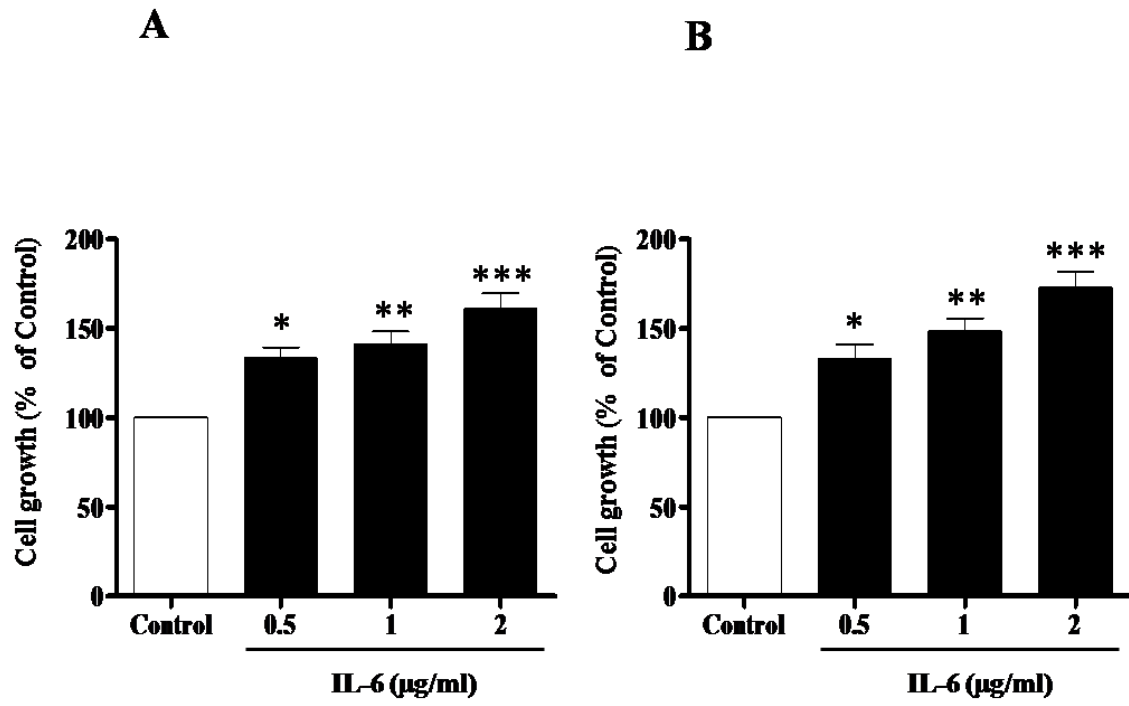 A
Cell growth (% of Control)
200
150
100
50
0
*
**
***
Control
0.5
1
2
IL-6 (µg/ml)
B
Cell growth (% of Control)
200
150
100
50
0
*
**
***
Control
0.5
1
2
IL-6 (µg/ml)